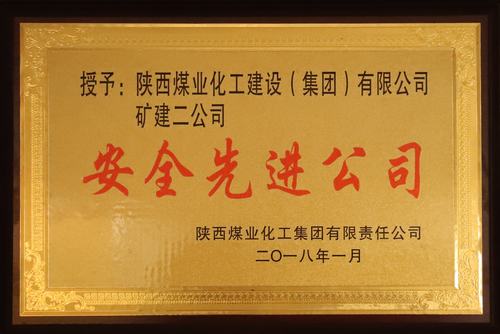 授予：陕西煤业化工建设（集团）有限公司
矿建二公司
安全先进公司
陕西煤业化工集团有限责任公司
二〇一八年一月